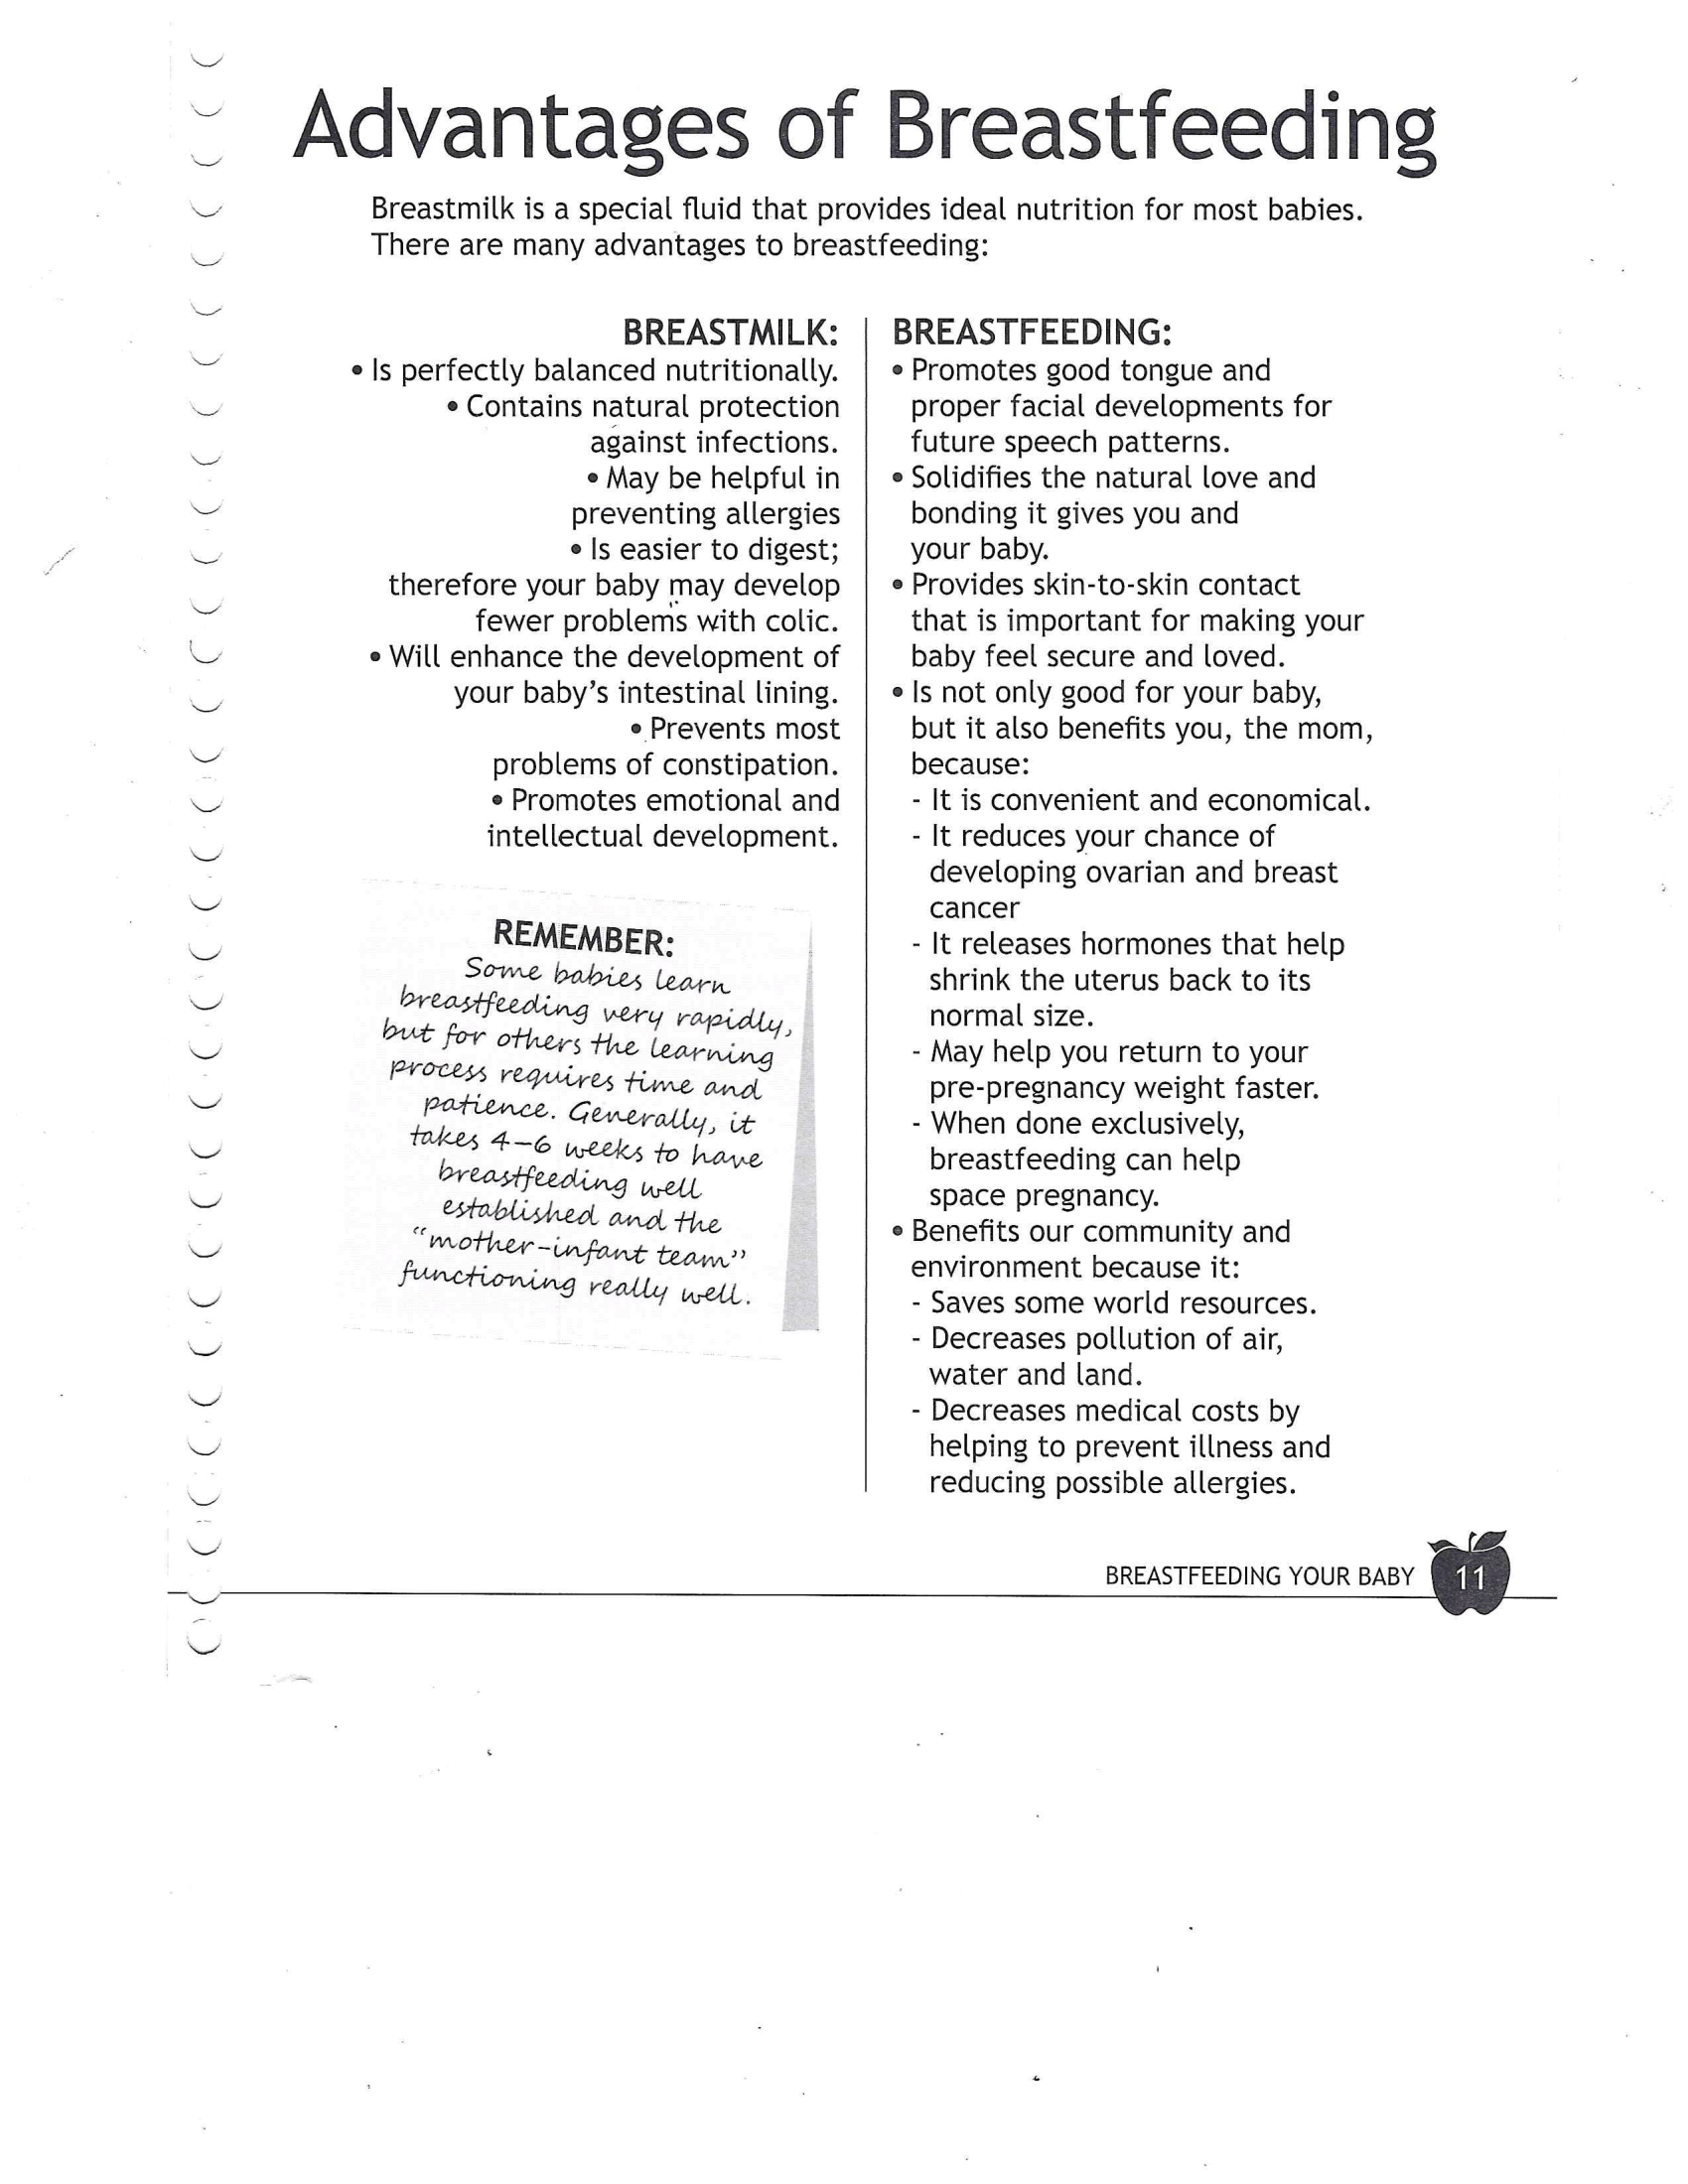 Advantages of Breastfeeding
Breastmilk is a special fluid that provides ideal nutrition for most babies.
There are many advantages to breastfeeding:
BREASTMILK:
• Is perfectly balanced nutritionally.
• Contains natural protection
against infections.
• May be helpful in
preventing allergies
• Is easier to digest;
therefore your baby may develop
fewer problems with colic.
• Will enhance the development of
your baby's intestinal lining.
• Prevents most
problems of constipation.
• Promotes emotional and
intellectual development.
REMEMBER:
Some babies learn
breastfeeding very rapidly,
but for others the learning
process requires time and
patience. Generally, it
takes 4-6 weeks to have
breastfeeding well
established and the
"mother-infant team"
functioning really well.
BREASTFEEDING:
• Promotes good tongue and
proper facial developments for
future speech patterns.
• Solidifies the natural love and
bonding it gives you and
your baby.
• Provides skin-to-skin contact
that is important for making your
baby feel secure and loved.
• Is not only good for your baby,
but it also benefits you, the mom,
because:
- It is convenient and economical.
- It reduces your chance of
developing ovarian and breast
cancer
- It releases hormones that help
shrink the uterus back to its
normal size.
- May help you return to your
pre-pregnancy weight faster.
- When done exclusively,
breastfeeding can help
space pregnancy.
• Benefits our community and
environment because it:
- Saves some world resources.
- Decreases pollution of air,
water and land.
- Decreases medical costs by
helping to prevent illness and
reducing possible allergies.
BREASTFEEDING YOUR BABY 11